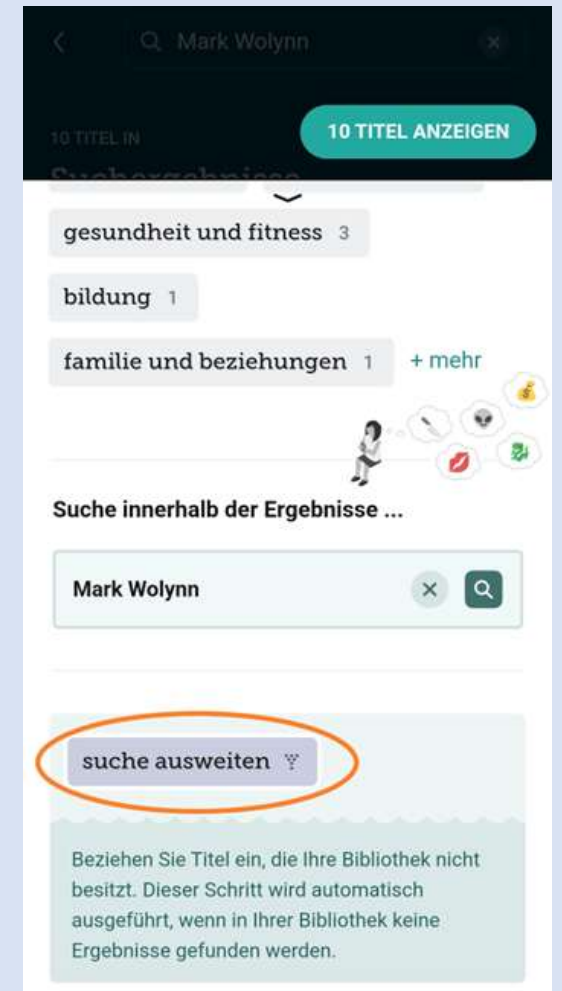 Mark Wolynn
10 TITEL IN
10 TITEL ANZEIGEN
Suchergebnisse
gesundheit und fitness 3
bildung 1
familie und beziehungen 1 + mehr
Suche innerhalb der Ergebnisse ...
Mark Wolynn
suche ausweiten
Beziehen Sie Titel ein, die Ihre Bibliothek nicht
besitzt. Dieser Schritt wird automatisch
ausgeführt, wenn in Ihrer Bibliothek keine
Ergebnisse gefunden werden.